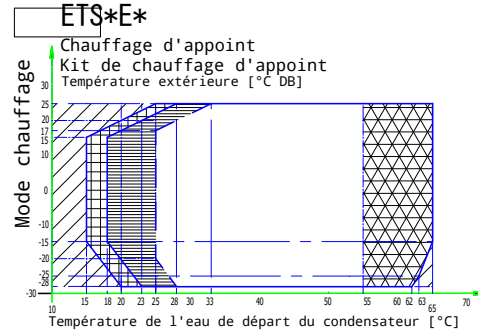 ETS*E*
Chauffage d'appoint
Kit de chauffage d'appoint
Température extérieure [°C DB]
Mode chauffage
30
25
20
17
15
10
0
-10
-15
-20
-25
-28
-30
10 15 18 20 23 25 28 30 33 40 50 55 60 62 63 65 70
Température de l'eau de départ du condensateur [°C]